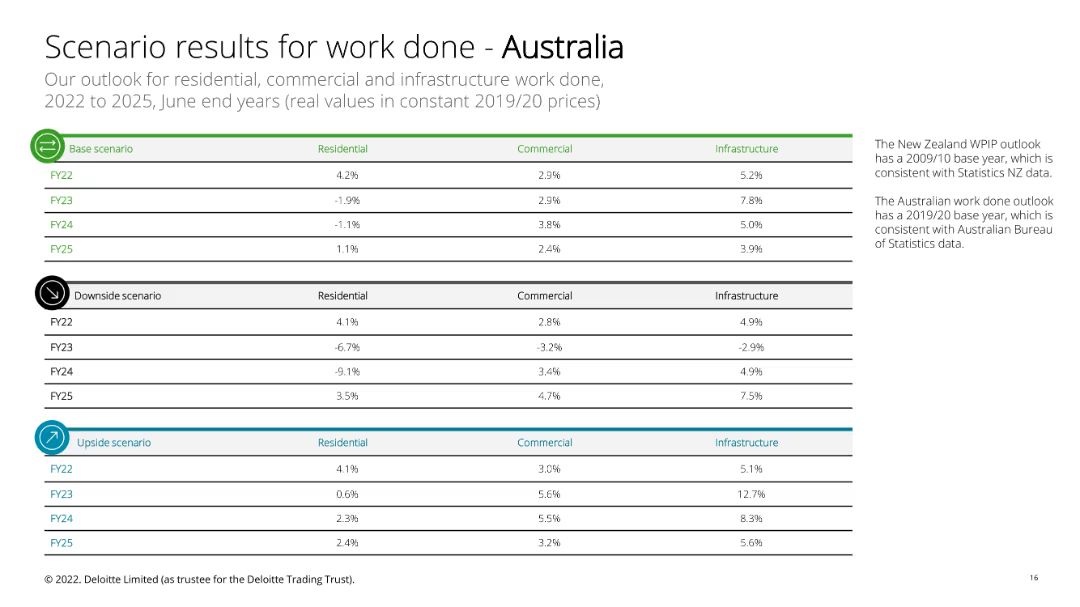 Scenario results for work done - Australia
Our outlook for residential, commercial and infrastructure work done,
2022 to 2025, June end years (real values in constant 2019/20 prices)
Base scenario Residential Commercial Infrastructure
FY22 4.2% 2.9% 5.2%
FY23 -1.9% 2.9% 7.8%
FY24 -1.1% 3.8% 5.0%
FY25 1.1% 2.4% 3.9%
Downside scenario Residential Commercial Infrastructure
FY22 4.1% 2.8% 4.9%
FY23 -6.7% -3.2% -2.9%
FY24 -9.1% 3.4% 4.9%
FY25 3.5% 4.7% 7.5%
Upside scenario Residential Commercial Infrastructure
FY22 4.1% 3.0% 5.1%
FY23 0.6% 5.6% 12.7%
FY24 2.3% 5.5% 8.3%
FY25 2.4% 3.2% 5.6%
The New Zealand WPIP outlook
has a 2009/10 base year, which is
consistent with Statistics NZ data.
The Australian work done outlook
has a 2019/20 base year, which is
consistent with Australian Bureau
of Statistics data.
© 2022. Deloitte Limited (as trustee for the Deloitte Trading Trust).
16